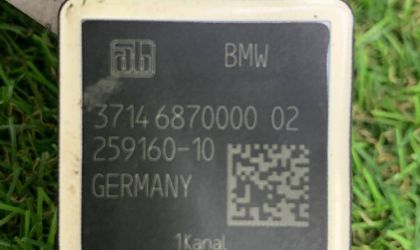 BMW
3714 6870000 02
259160-10
GERMANY
1Kanal